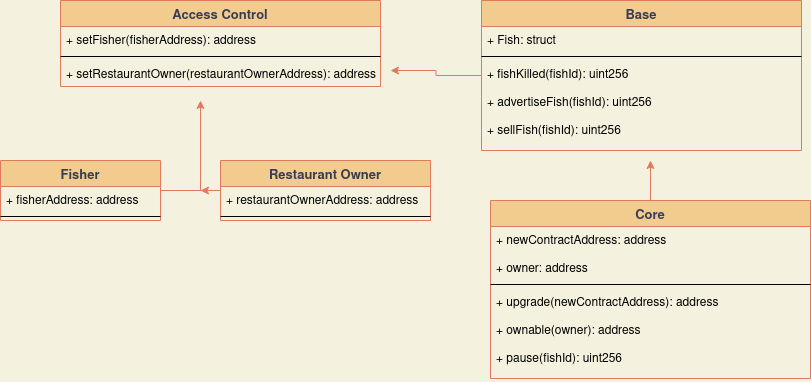 Access Control
+ setFisher(fisherAddress): address
+ setRestaurantOwner(restaurantOwnerAddress): address
Base
+ Fish: struct
+ fishKilled(fishId): uint256
+ advertiseFish(fishId): uint256
+ sellFish(fishId): uint256
Fisher
+ fisherAddress: address
Restaurant Owner
+ restaurantOwnerAddress: address
Core
+ newContractAddress: address
+ owner: address
+ upgrade(newContractAddress): address
+ ownable(owner): address
+ pause(fishId): uint256